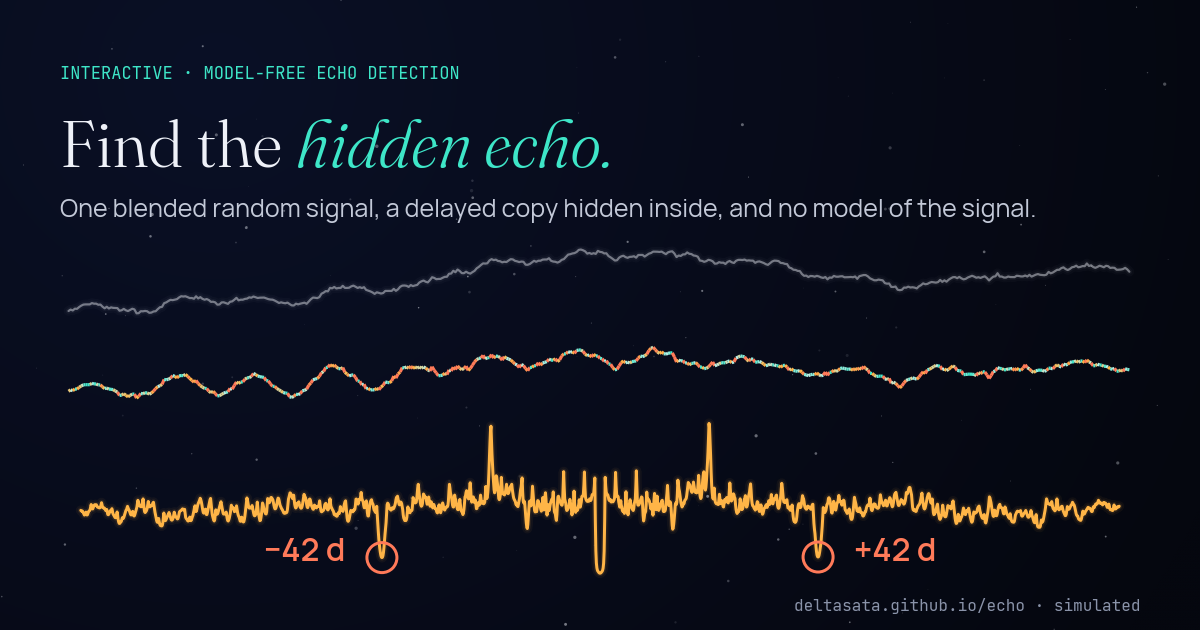 INTERACTIVE · MODEL-FREE ECHO DETECTION
Find the hidden echo.
One blended random signal, a delayed copy hidden inside, and no model of the signal.
−42 d
+42 d
deltasata.github.io/echo · simulated